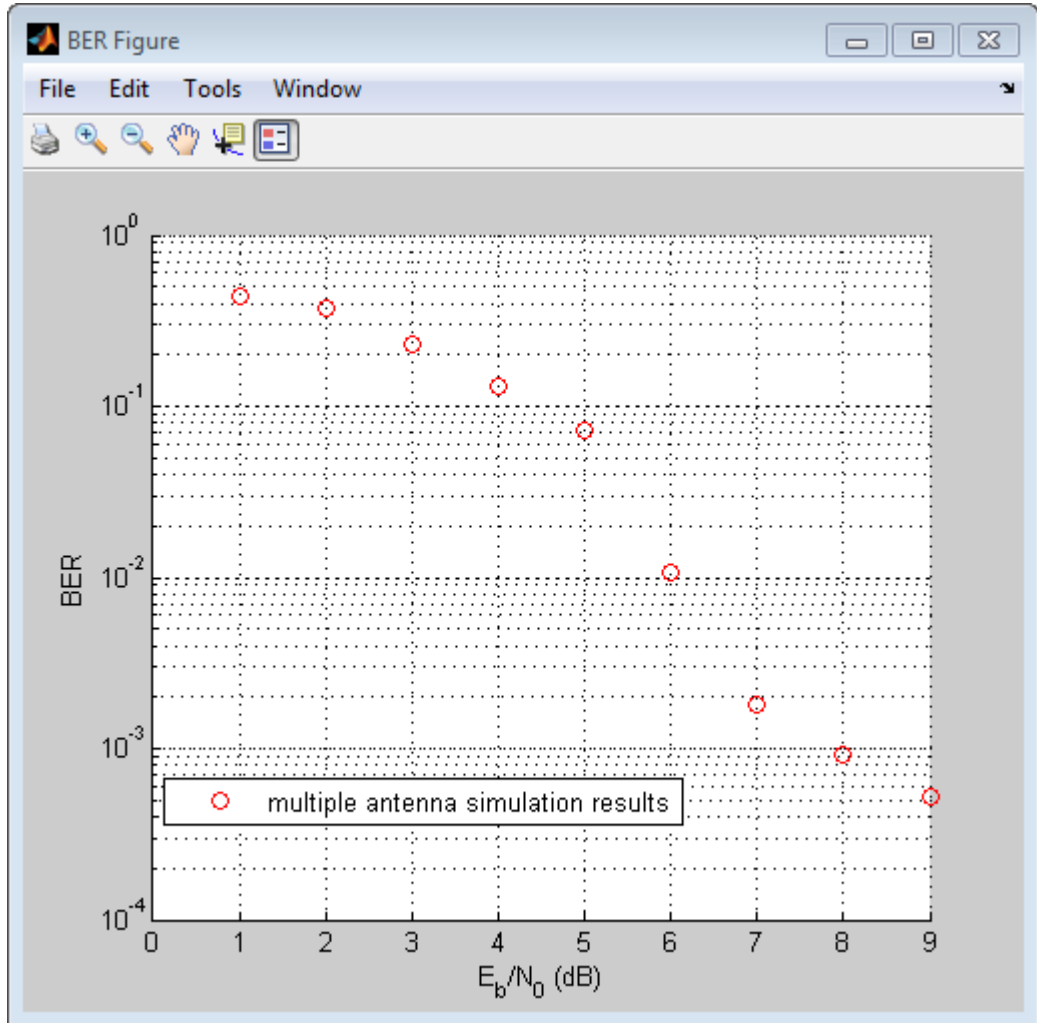 BER Figure
File Edit Tools Window
10^0
10^-1
10^-2
10^-3
10^-4
BER
multiple antenna simulation results
0 1 2 3 4 5 6 7 8 9
E_b/N_0 (dB)